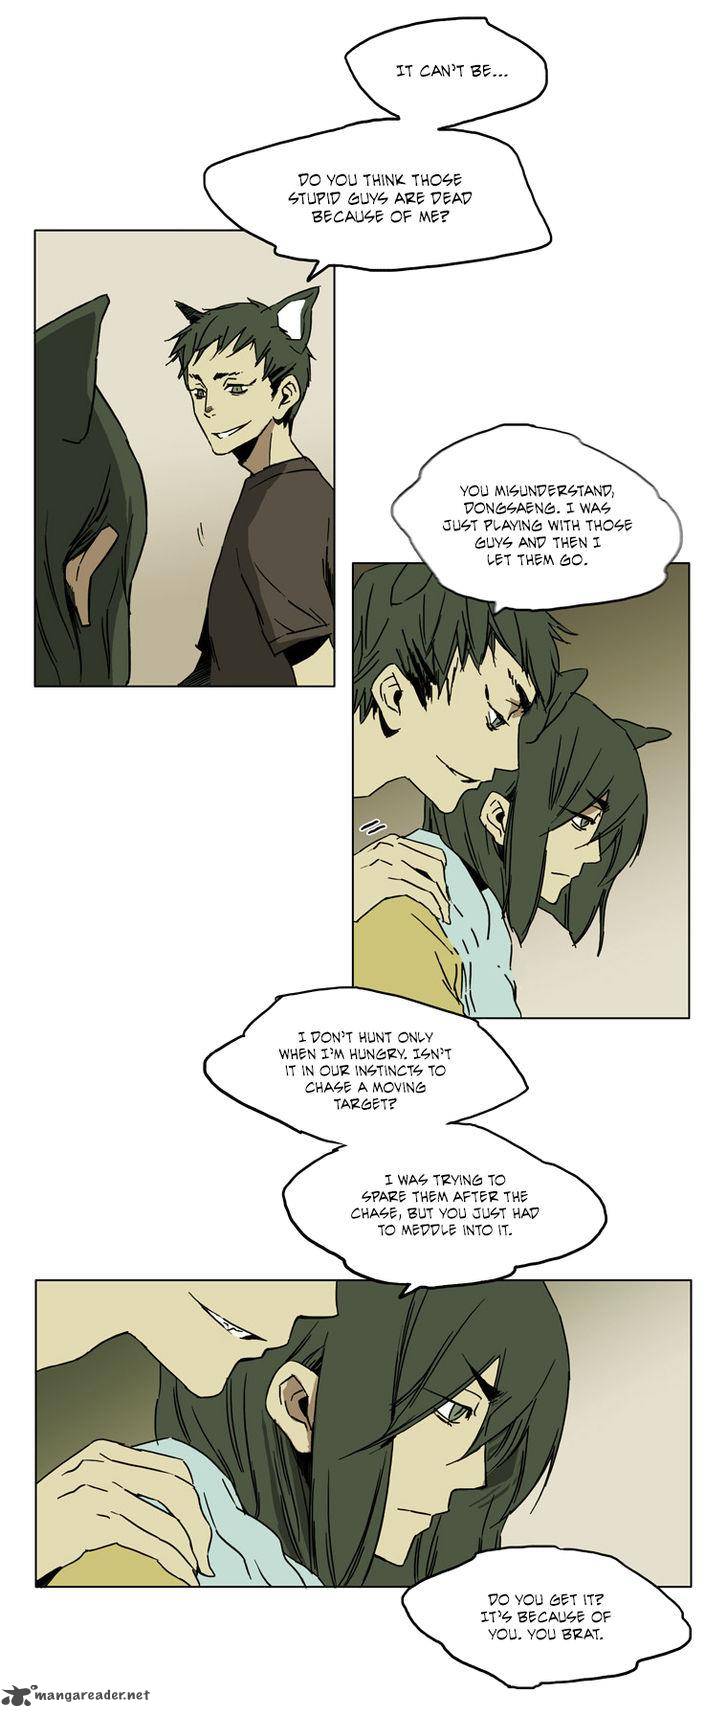 IT CAN'T BE...
DO YOU THINK THOSE
STUPID GUYS ARE DEAD
BECAUSE OF ME?
YOU MISUNDERSTAND,
DONGSAENG. I WAS
JUST PLAYING WITH THOSE
GUYS AND THEN I
LET THEM GO.
I DON'T HUNT ONLY
WHEN I'M HUNGRY. ISN'T
IT IN OUR INSTINCTS TO
CHASE A MOVING
TARGET?
I WAS TRYING TO
SPARE THEM AFTER THE
CHASE, BUT YOU JUST HAD
TO MEDDLE INTO IT.
DO YOU GET IT?
IT'S BECAUSE OF
YOU. YOU BRAT.
mangareader.net